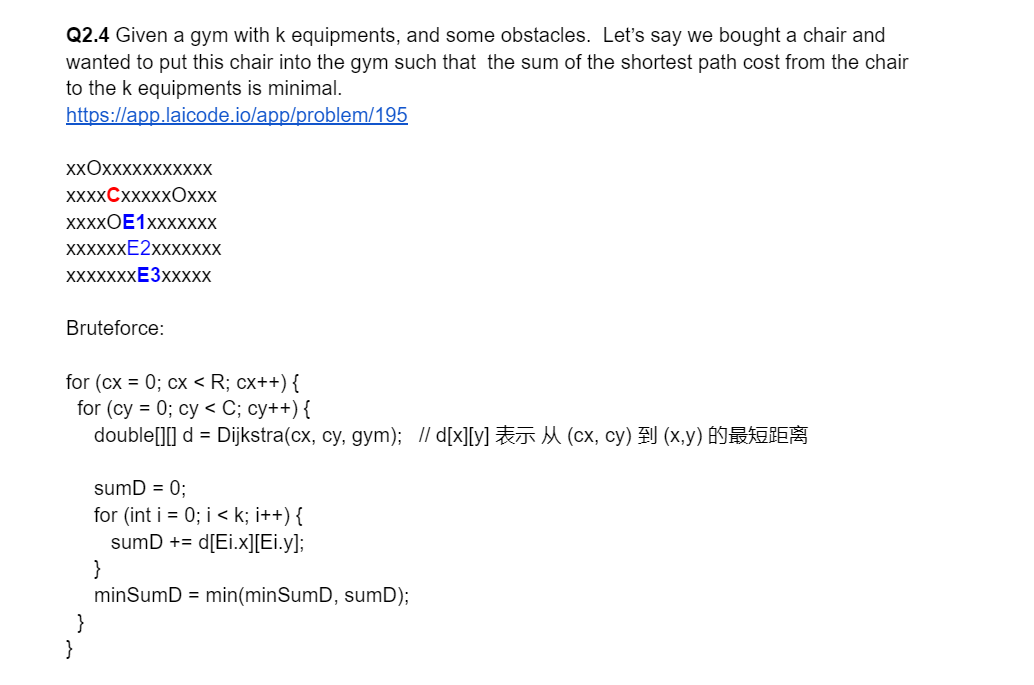 Q2.4 Given a gym with k equipments, and some obstacles.  Let's say we bought a chair and
wanted to put this chair into the gym such that  the sum of the shortest path cost from the chair
to the k equipments is minimal.
https://app.laicode.io/app/problem/195
xxOxxxxxxxxxxx
xxxxCxxxxxOxxx
xxxxOE1xxxxxxx
xxxxxxE2xxxxxxx
xxxxxxxE3xxxxx
Bruteforce:
for (cx = 0; cx < R; cx++) {
for (cy = 0; cy < C; cy++) {
double[][] d = Dijkstra(cx, cy, gym);   // d[x][y] 表示 从 (cx, cy) 到 (x,y) 的最短距离
sumD = 0;
for (int i = 0; i < k; i++) {
sumD += d[Ei.x][Ei.y];
}
minSumD = min(minSumD, sumD);
}
}